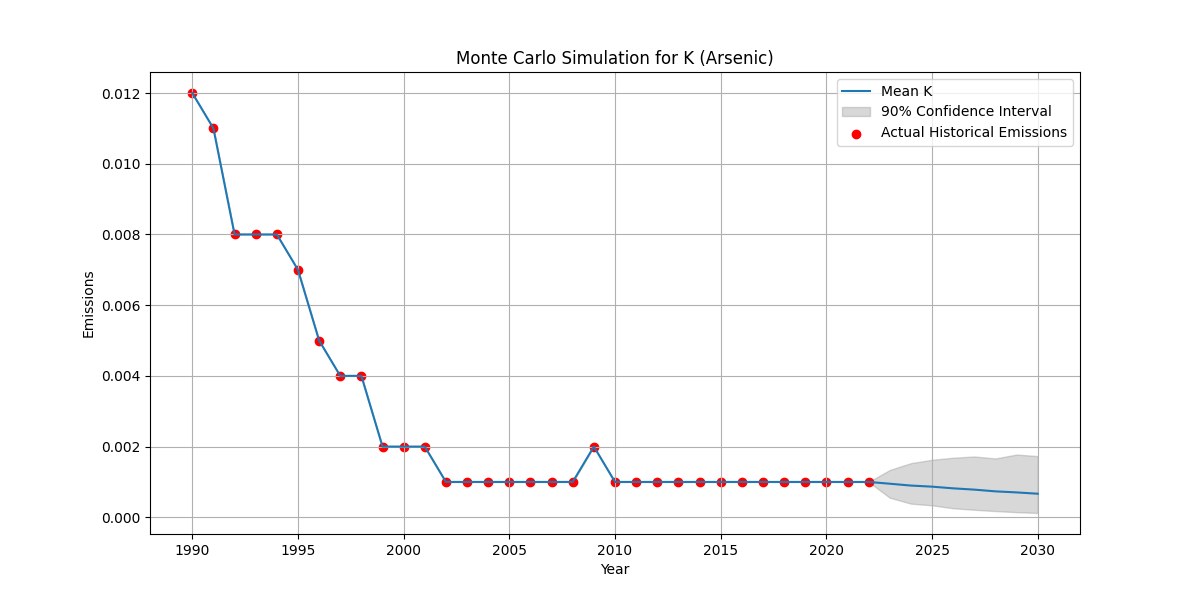 Monte Carlo Simulation for K (Arsenic)
Mean K
90% Confidence Interval
Actual Historical Emissions
Emissions
0.012
0.010
0.008
0.006
0.004
0.002
0.000
1990 1995 2000 2005 2010 2015 2020 2025 2030
Year